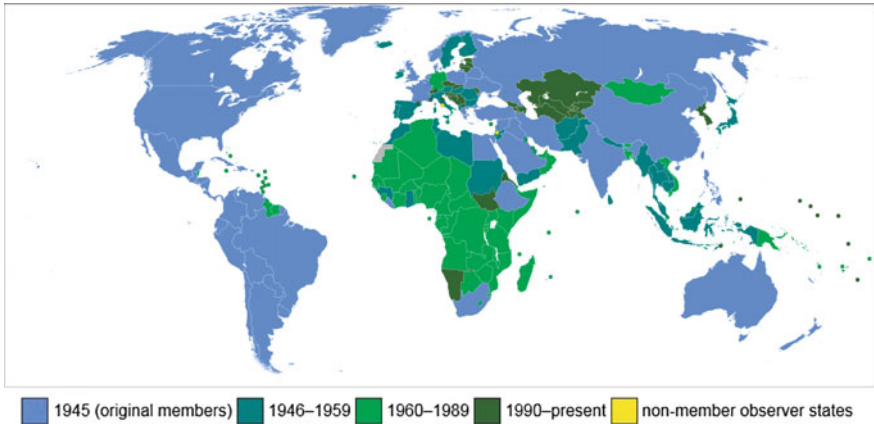 1945 (original members) 1946–1959 1960–1989 1990–present non-member observer states